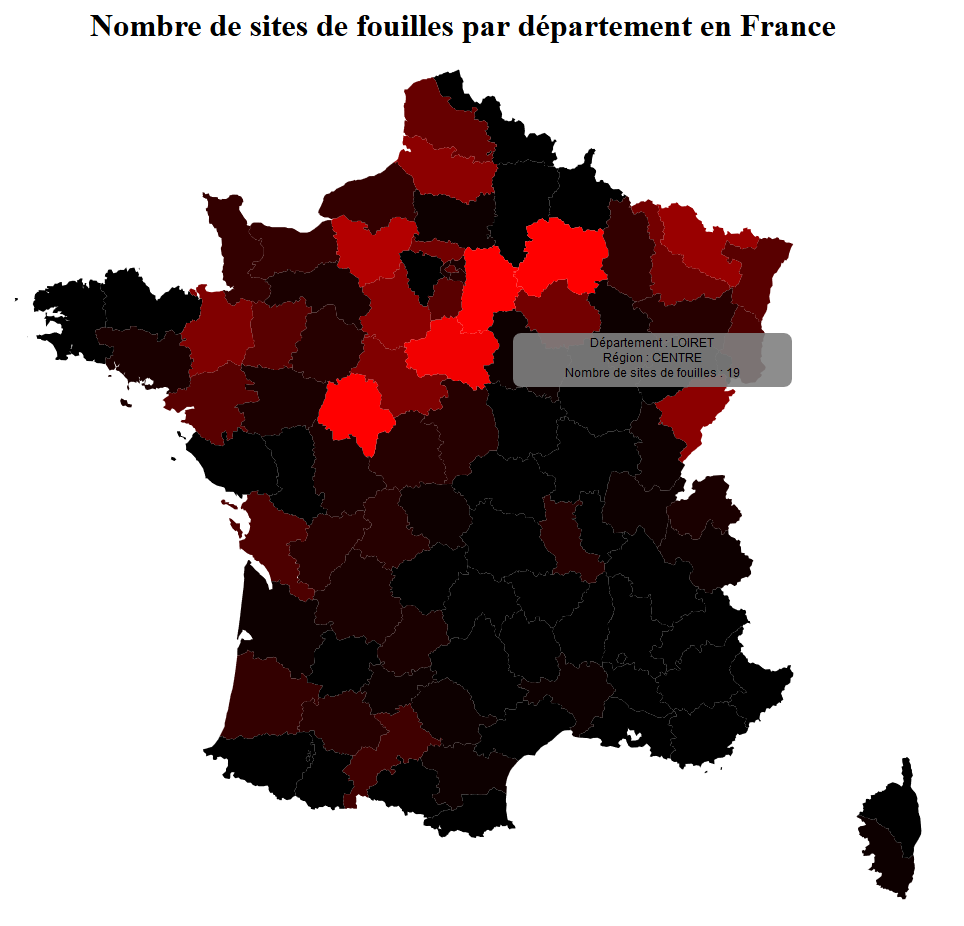 Nombre de sites de fouilles par département en France
Département : LOIRET
Région : CENTRE
Nombre de sites de fouilles : 19